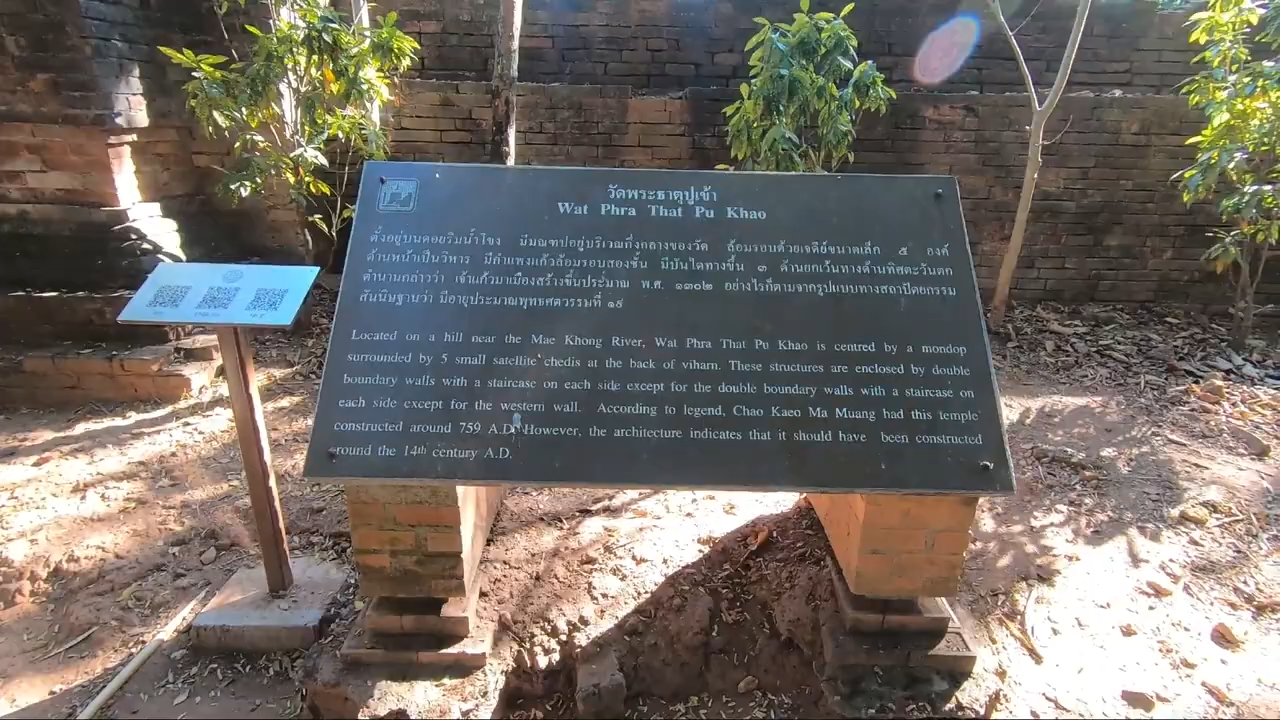 วัดพระธาตุปูเข้า
Wat Phra That Pu Khao
ตั้งอยู่บนดอยริมน้ำโขง มีมณฑปอยู่บริเวณกึ่งกลางของวัด ล้อมรอบด้วยเจดีย์ขนาดเล็ก ๕ องค์
ด้านหน้าเป็นวิหาร มีกำแพงแก้วล้อมรอบสองชั้น มีบันไดทางขึ้น ๓ ด้านยกเว้นทางด้านทิศตะวันตก
ตำนานกล่าวว่า เจ้าแก้วมาเมืองสร้างขึ้นประมาณ พ.ศ. ๑๓๐๒ อย่างไรก็ตามจากรูปแบบทางสถาปัตยกรรม
สันนิษฐานว่า มีอายุประมาณพุทธศตวรรษที่ ๑๙
Located on a hill near the Mae Khong River, Wat Phra That Pu Khao is centred by a mondop
surrounded by 5 small satellite chedis at the back of viharn. These structures are enclosed by double
boundary walls with a staircase on each side except for the double boundary walls with a staircase on
each side except for the western wall. According to legend, Chao Kaeo Ma Muang had this temple
constructed around 759 A.D. However, the architecture indicates that it should have been constructed
round the 14th century A.D.